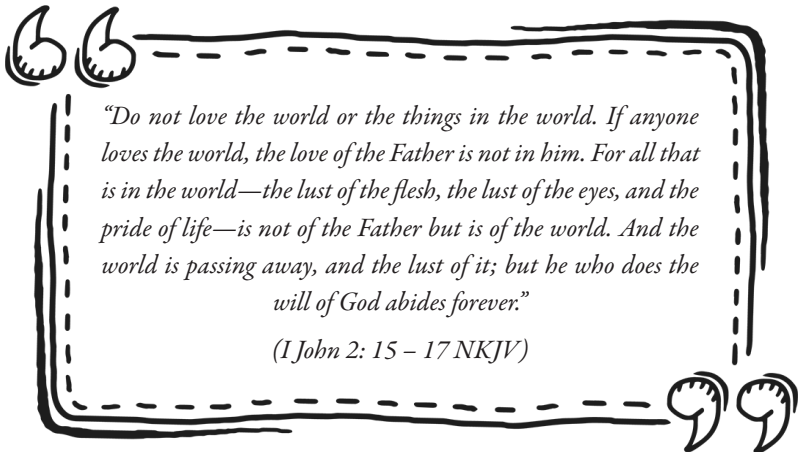 “Do not love the world or the things in the world. If anyone
loves the world, the love of the Father is not in him. For all that
is in the world—the lust of the flesh, the lust of the eyes, and the
pride of life—is not of the Father but is of the world. And the
world is passing away, and the lust of it; but he who does the
will of God abides forever.”
(I John 2: 15 – 17 NKJV)